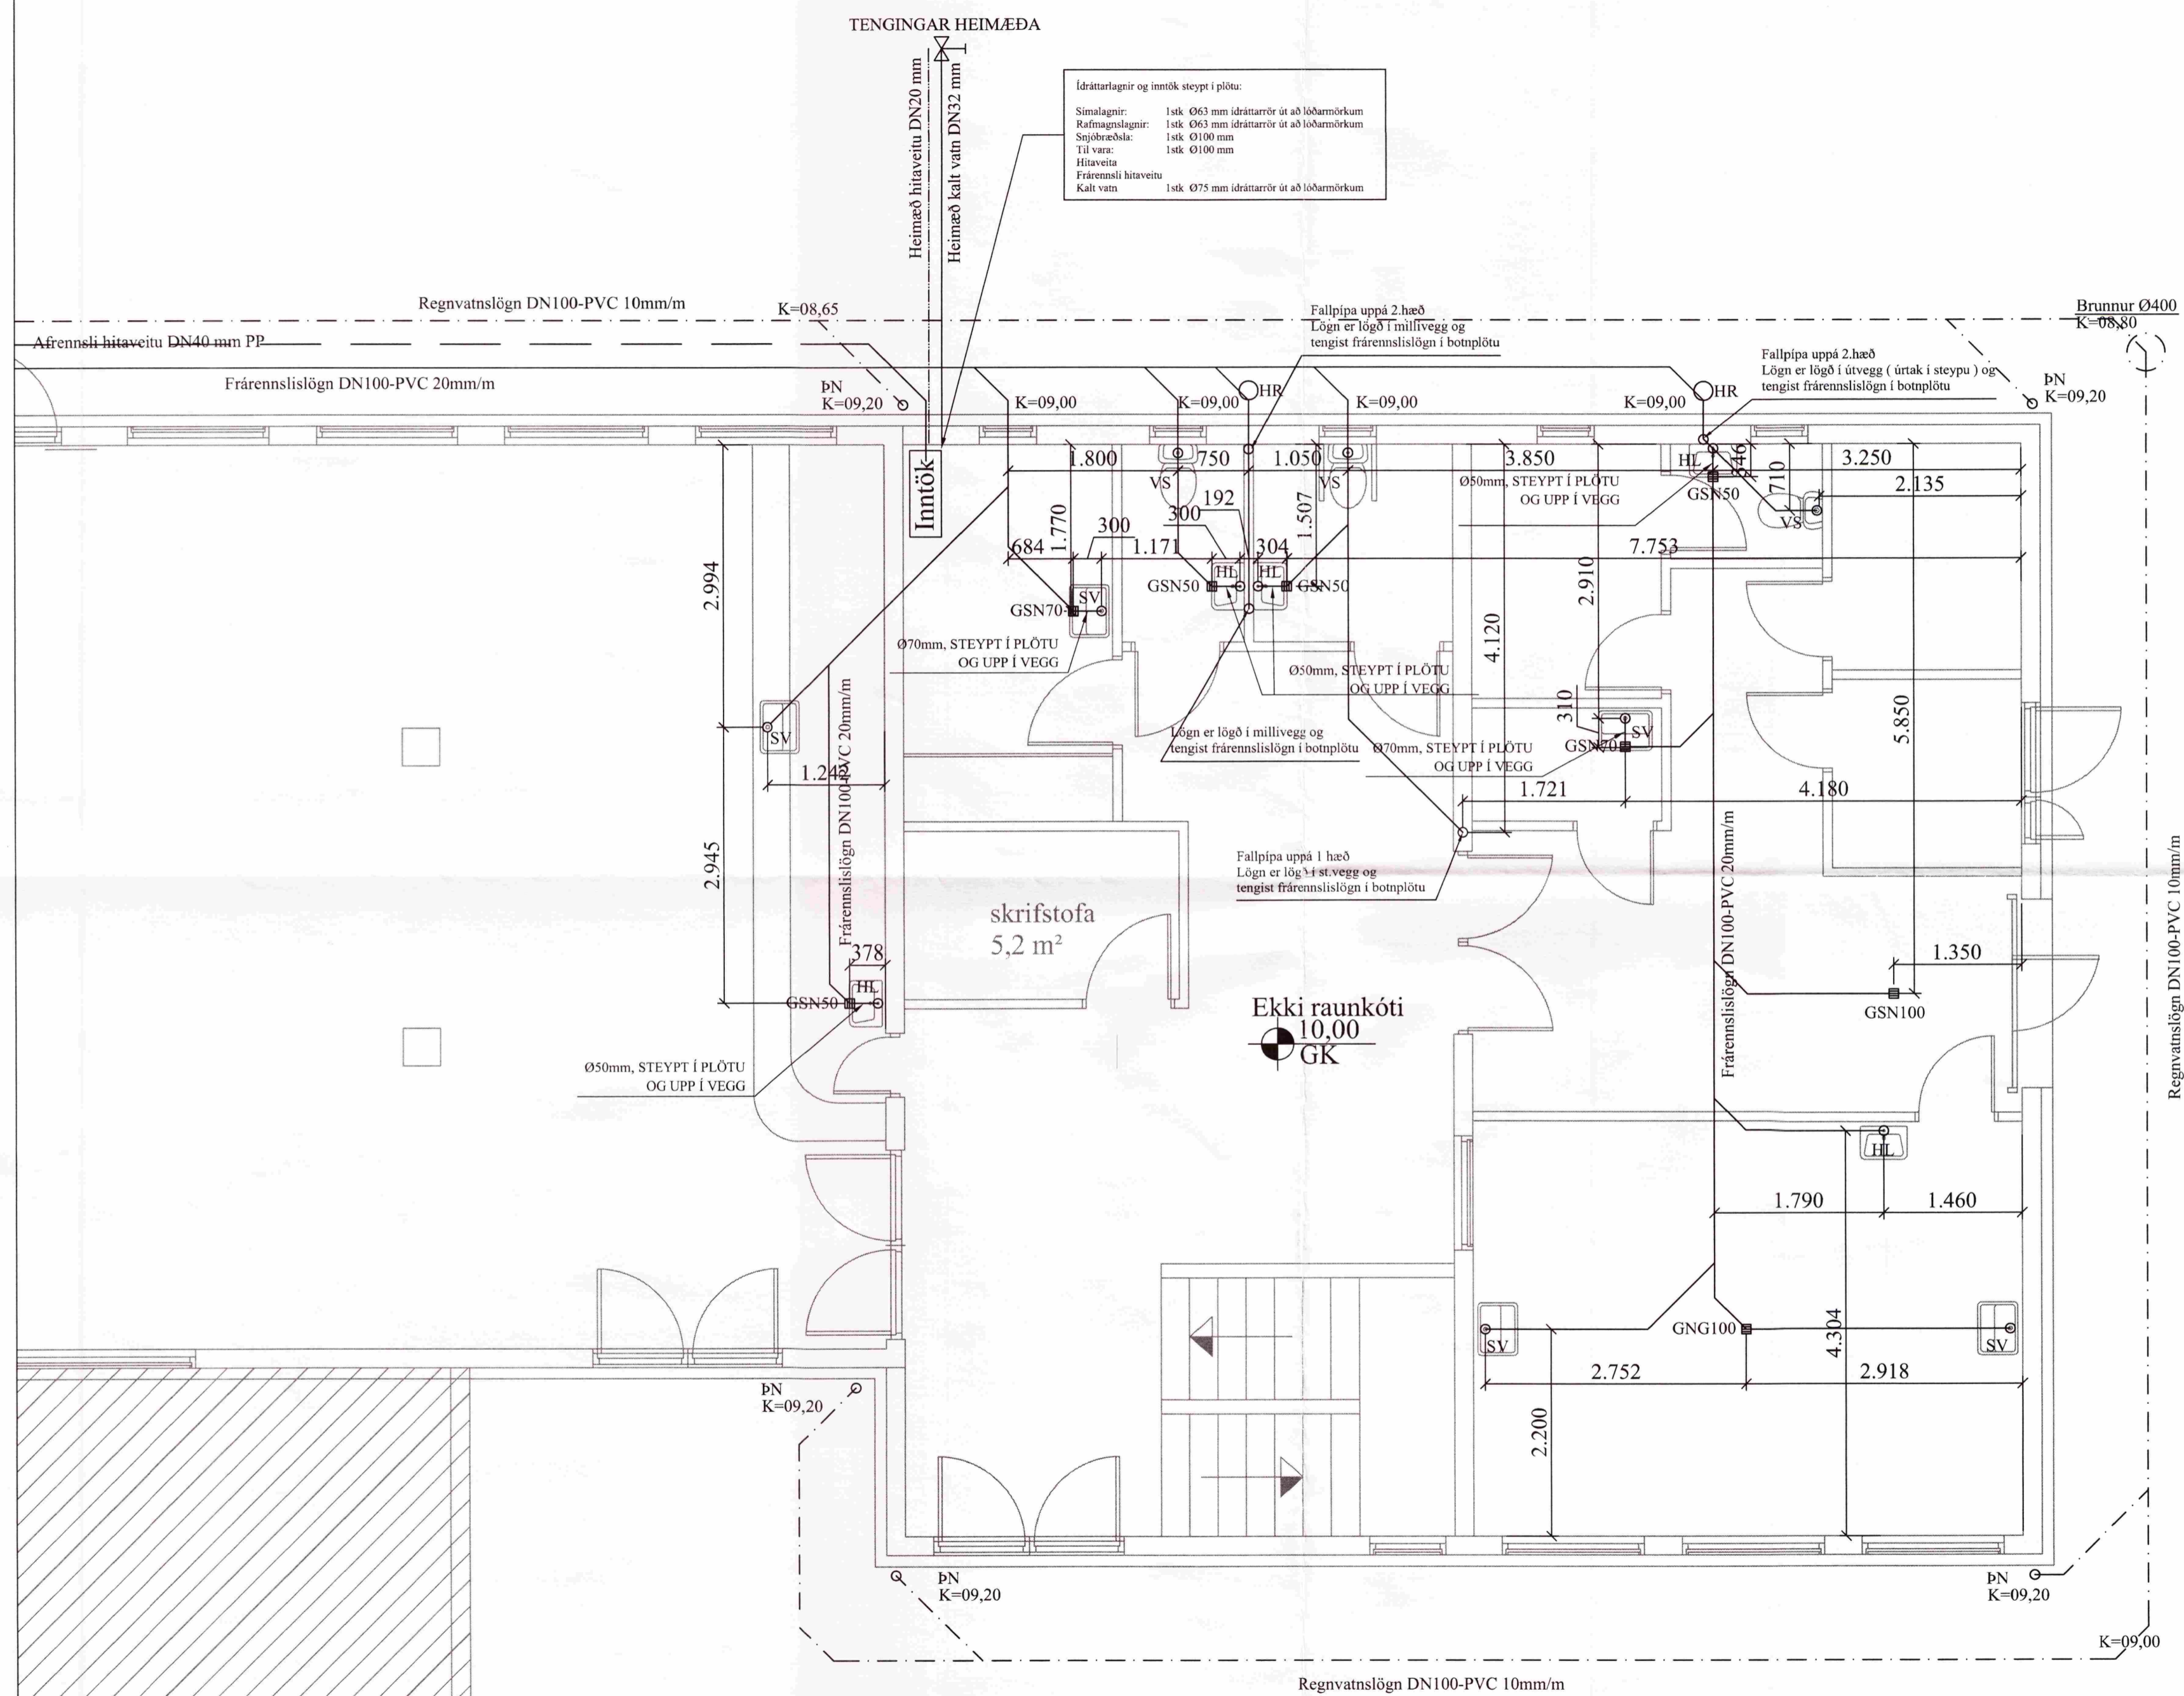 TENGINGAR HEIMÆÐA
Heimæð hitaveitu DN20 mm
Heimæð kalt vatn DN32 mm
Ídráttarlagnir og inntök steypt í plötu:
Símalagnir: 1stk Ø63 mm ídráttarrör út að lóðarmörkum
Rafmagnslagnir: 1stk Ø63 mm ídráttarrör út að lóðarmörkum
Snjóbræðsla: 1stk Ø100 mm
Til vara: 1stk Ø100 mm
Hitaveita
Frárennsli hitaveitu
Kalt vatn 1stk Ø75 mm ídráttarrör út að lóðarmörkum
Regnvatnslögn DN100-PVC 10mm/m
K=08,65
Fallpípa uppá 2.hæð
Lögn er lögð í millivegg og
tengist frárennslislögn í botnplötu
Brunnur Ø400
K=08,80
Afrennsli hitaveitu DN40 mm PP
Fallpípa uppá 2.hæð
Lögn er lögð í útvegg ( úrtak í steypu ) og
tengist frárennslislögn í botnplötu
Frárennslislögn DN100-PVC 20mm/m
ÞN
K=09,20
K=09,00
K=09,00
HR
K=09,00
K=09,00
HR
ÞN
K=09,20
Inntök
1.800
750
1.050
3.850
HL
346
710
3.250
2.135
VS
VS
VS
Ø50mm, STEYPT Í PLÖTU
OG UPP Í VEGG
GSN50
192
300
300
1.770
1.507
684
1.171
304
7.753
2.994
2.910
4.120
GSN50
HL
HL
GSN50
GSN70
SV
Ø70mm, STEYPT Í PLÖTU
OG UPP Í VEGG
Ø50mm, STEYPT Í PLÖTU
OG UPP Í VEGG
310
SV
GSN70
Lögn er lögð í millivegg og
tengist frárennslislögn í botnplötu
Ø70mm, STEYPT Í PLÖTU
OG UPP Í VEGG
SV
1.242
Frárennslislögn DN100-PVC 20mm/m
5.850
1.721
4.180
2.945
Fallpípa uppá 1 hæð
Lögn er lögð í st.vegg og
tengist frárennslislögn í botnplötu
Frárennslislögn DN100-PVC 20mm/m
Regnvatnslögn DN100-PVC 10mm/m
skrifstofa
5,2 m²
378
HL
GSN50
1.350
GSN100
Ekki raunkóti
10,00
GK
Ø50mm, STEYPT Í PLÖTU
OG UPP Í VEGG
HL
1.790
1.460
SV
GNG100
4.304
SV
2.752
2.918
2.200
ÞN
K=09,20
ÞN
K=09,20
ÞN
K=09,20
K=09,00
Regnvatnslögn DN100-PVC 10mm/m